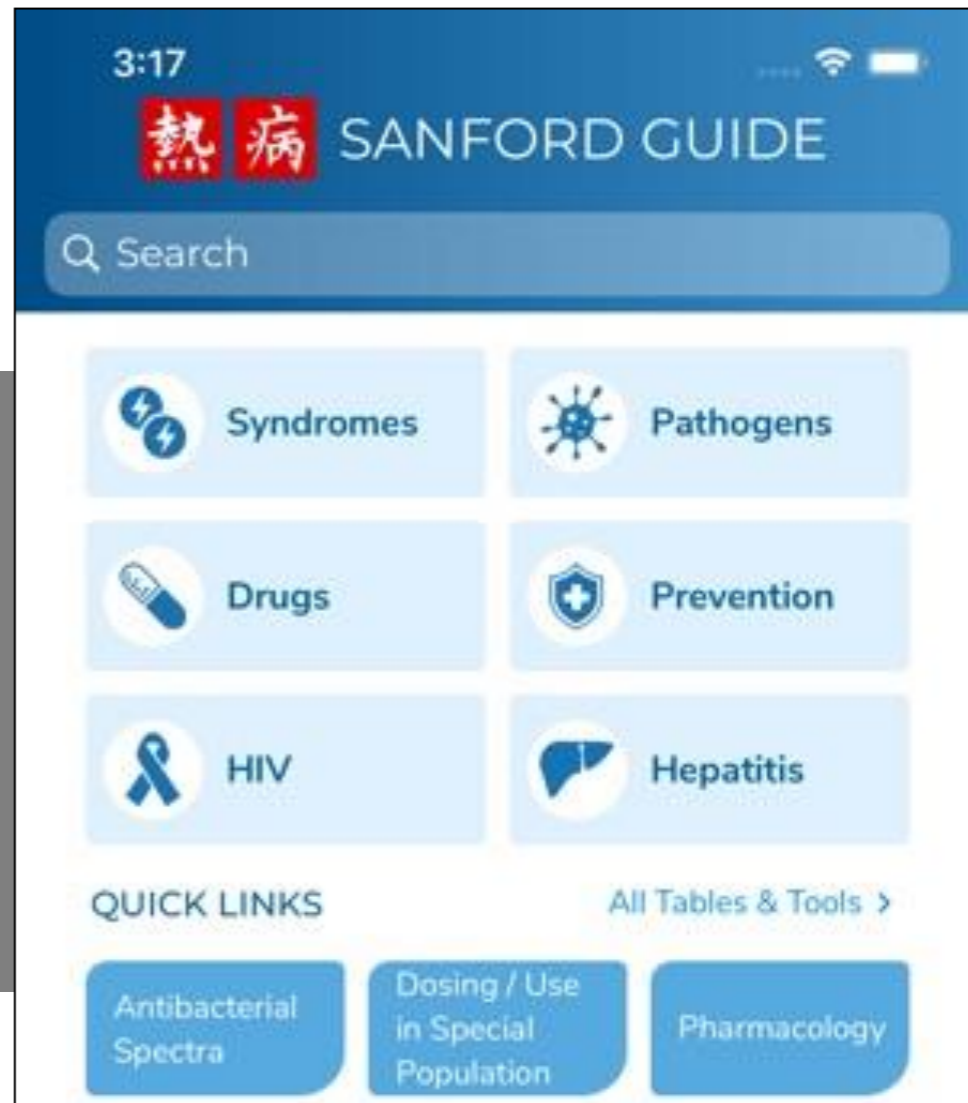 3:17
熱病 SANFORD GUIDE
Search
Syndromes
Pathogens
Drugs
Prevention
HIV
Hepatitis
QUICK LINKS
All Tables & Tools >
Antibacterial
Spectra
Dosing / Use
in Special
Population
Pharmacology